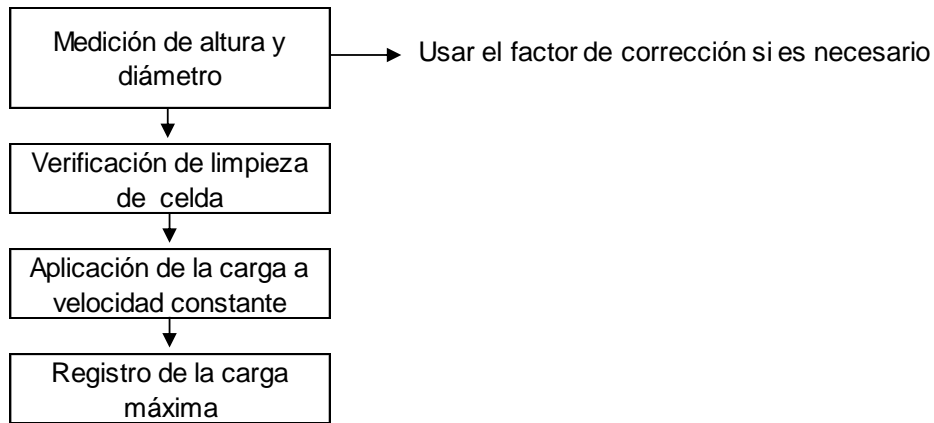 Medición de altura y
diámetro
Usar el factor de corrección si es necesario
Verificación de limpieza
de celda
Aplicación de la carga a
velocidad constante
Registro de la carga
máxima